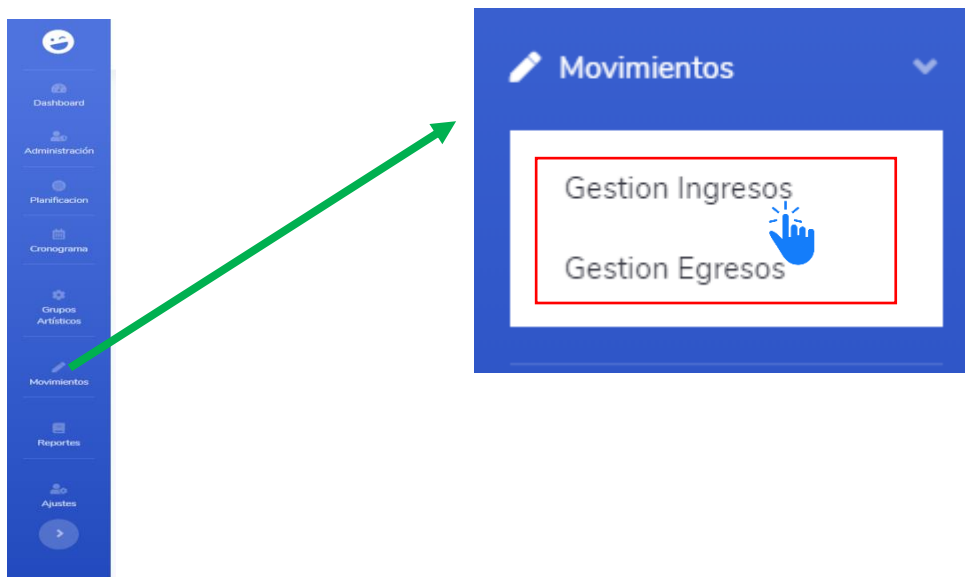 Dashboard
Administración
Planificacion
Cronograma
Grupos
Artísticos
Movimientos
Reportes
Ajustes
Movimientos
Gestion Ingresos
Gestion Egresos